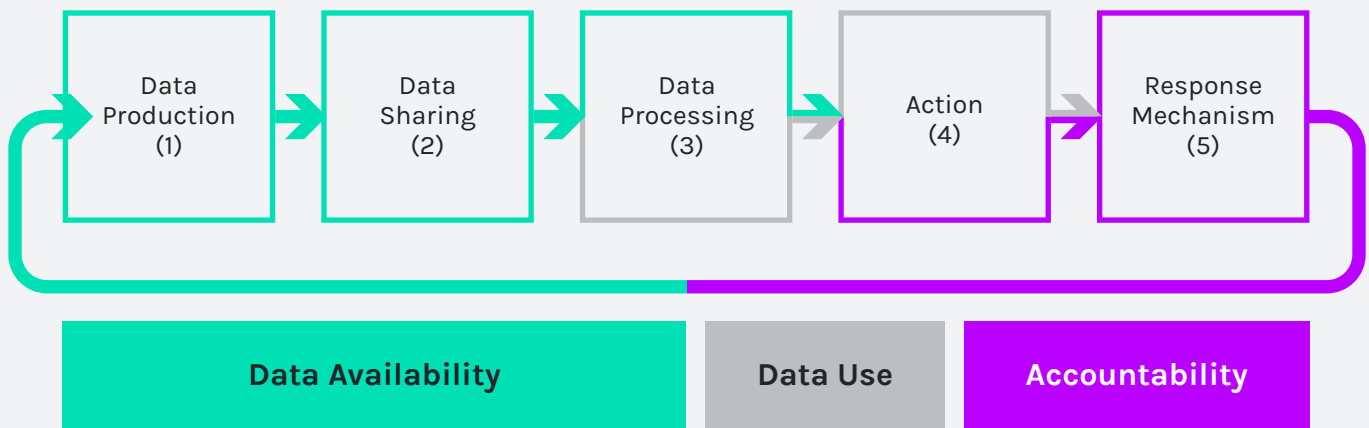 Data
Production
(1)
Data
Sharing
(2)
Data
Processing
(3)
Action
(4)
Response
Mechanism
(5)
Data Availability
Data Use
Accountability